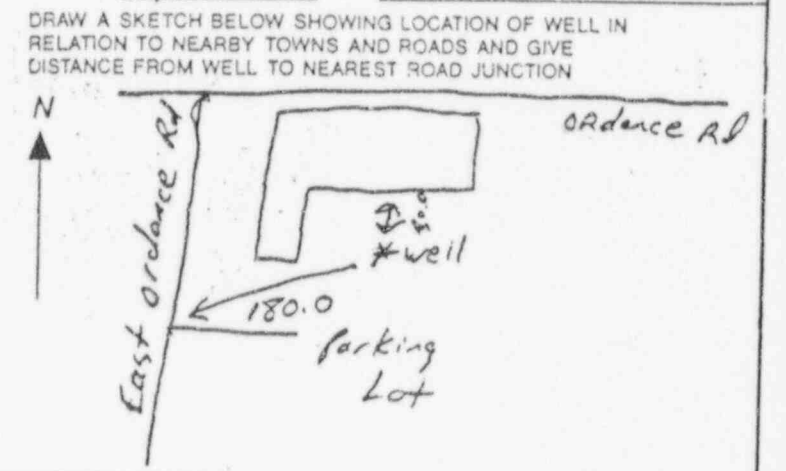 DRAW A SKETCH BELOW SHOWING LOCATION OF WELL IN
RELATION TO NEARBY TOWNS AND ROADS AND GIVE
DISTANCE FROM WELL TO NEAREST ROAD JUNCTION
N
ORdance Rd
East Ordance Rd
*well
180.0
Parking
Lot